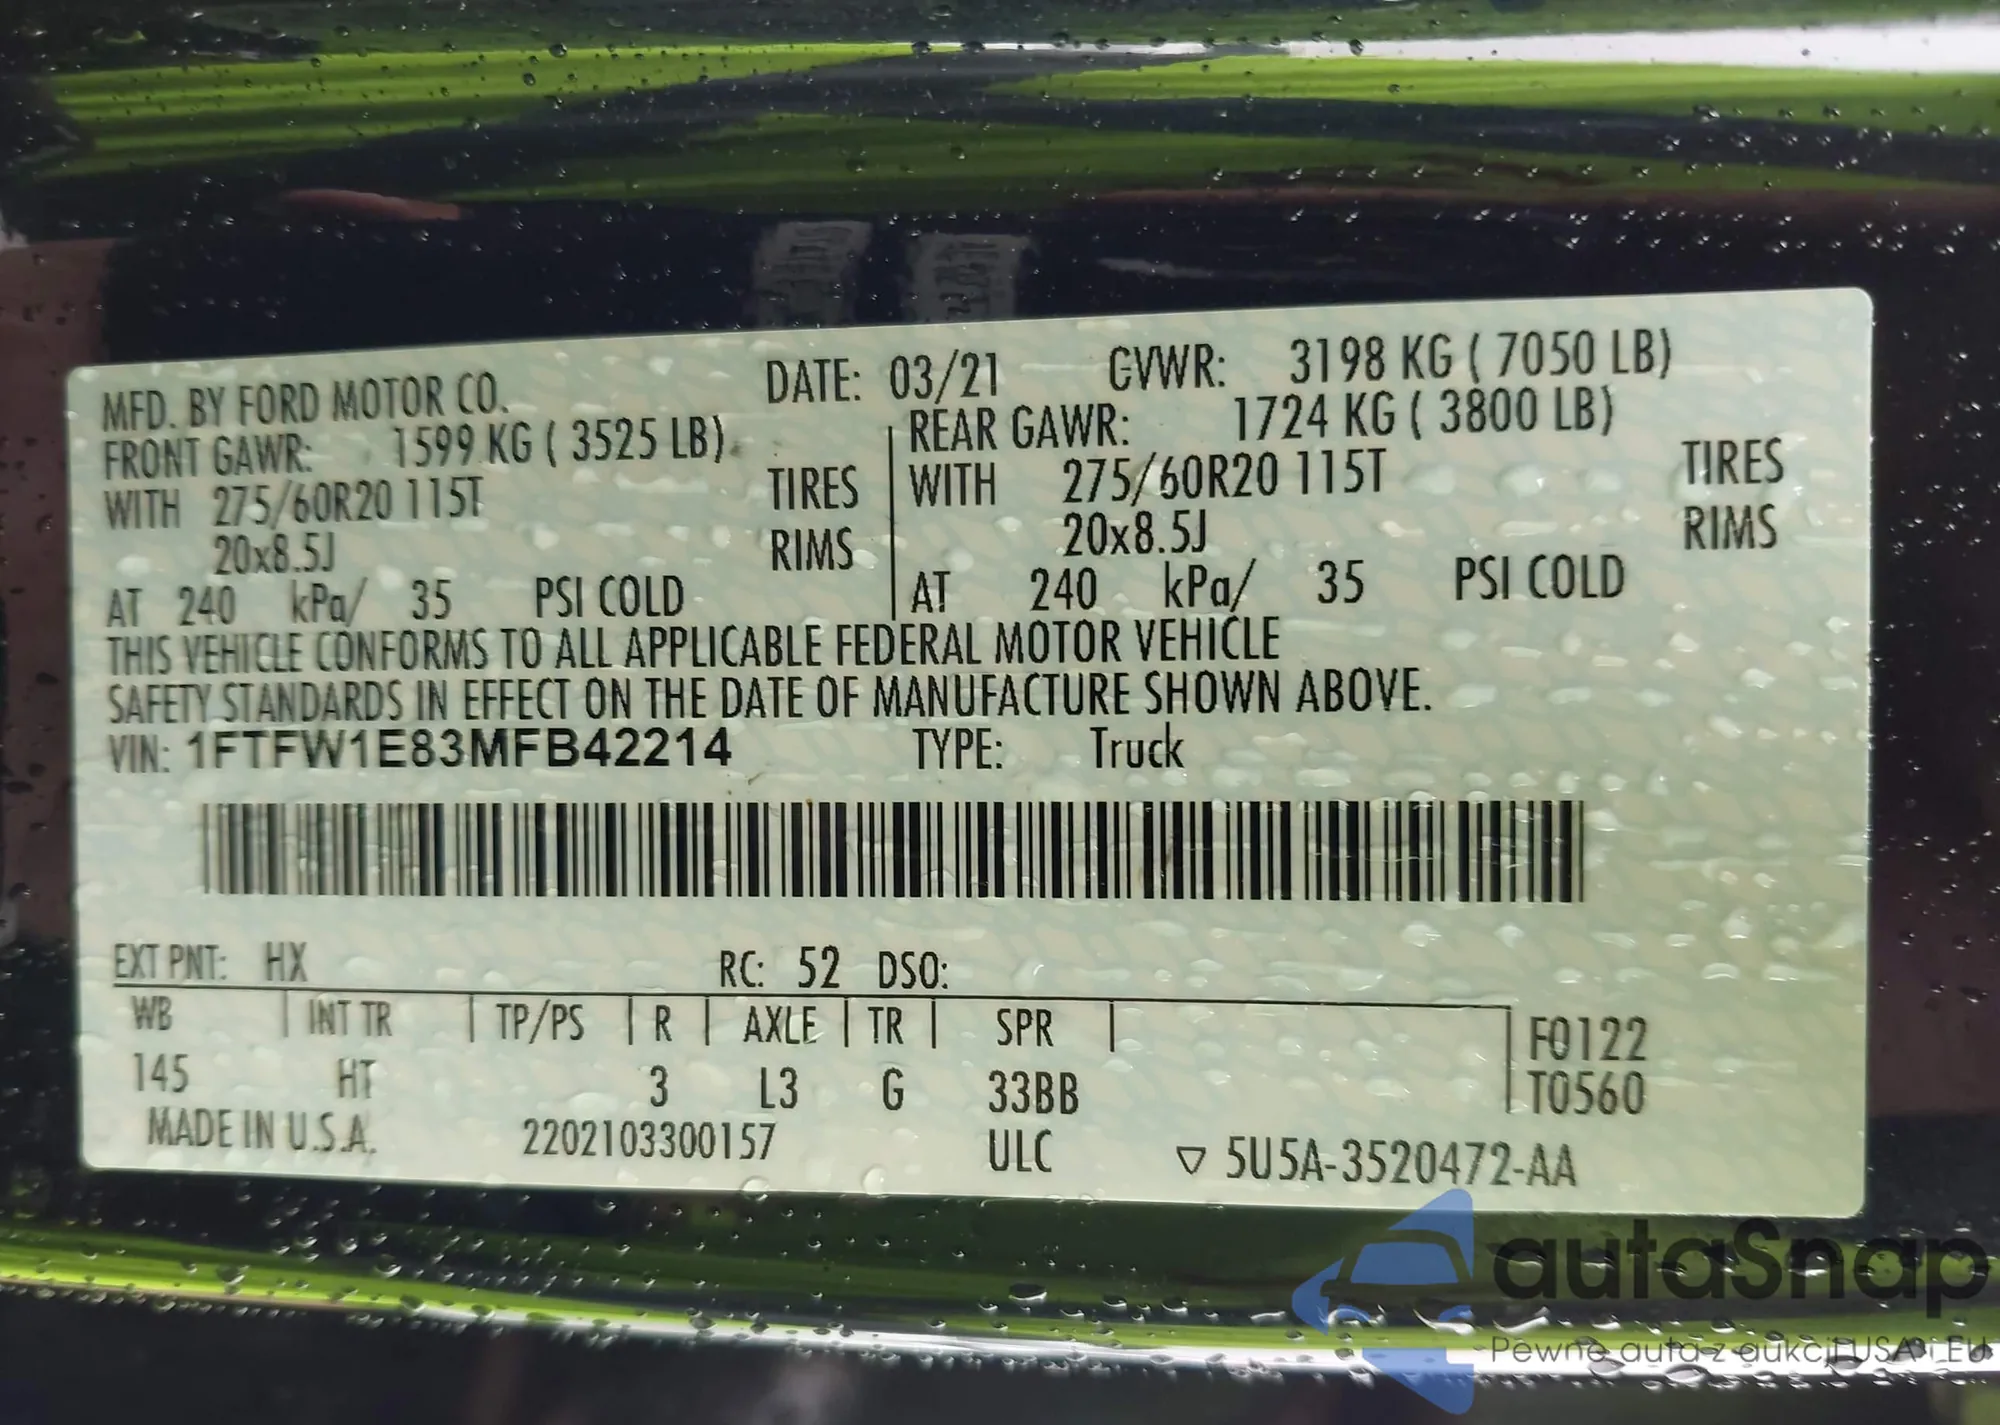 MFD. BY FORD MOTOR CO. DATE: 03/21 GVWR: 3198 KG ( 7050 LB)
FRONT GAWR: 1599 KG ( 3525 LB) REAR GAWR: 1724 KG ( 3800 LB)
WITH 275/60R20 115T TIRES WITH 275/60R20 115T TIRES
20x8.5J RIMS 20x8.5J RIMS
AT 240 kPa/ 35 PSI COLD AT 240 kPa/ 35 PSI COLD
THIS VEHICLE CONFORMS TO ALL APPLICABLE FEDERAL MOTOR VEHICLE
SAFETY STANDARDS IN EFFECT ON THE DATE OF MANUFACTURE SHOWN ABOVE.
VIN: 1FTFW1E83MFB42214 TYPE: Truck
EXT PNT: HX RC: 52 DSO:
WB INT TR TP/PS R AXLE TR SPR F0122
145 HT 3 L3 G 33BB T0560
MADE IN U.S.A. 2202103300157 ULC ▽ 5U5A-3520472-AA
autaSnap
Pewne auta z aukcji USA i EU